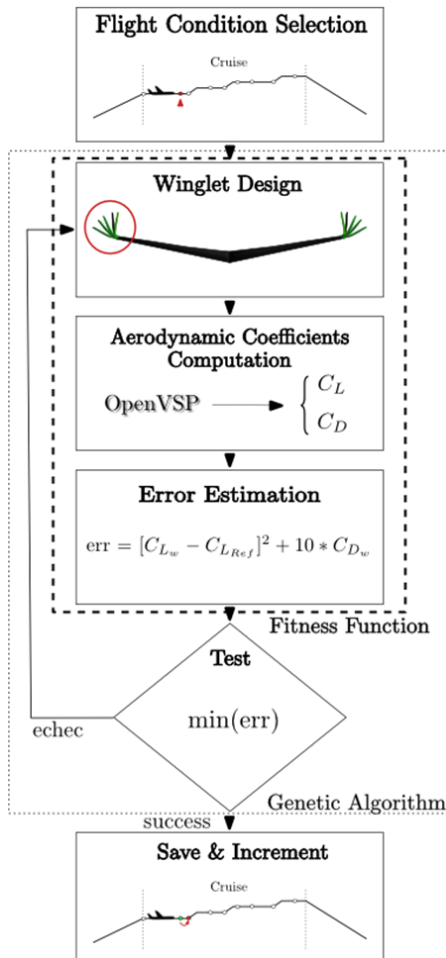 Flight Condition Selection
Cruise
Winglet Design
Aerodynamic Coefficients
Computation
OpenVSP
C_L
C_D
Error Estimation
err = [C_{L_w} − C_{L_{Ref}}]^2 + 10 * C_{D_w}
Fitness Function
Test
min(err)
echec
Genetic Algorithm
success
Save & Increment
Cruise